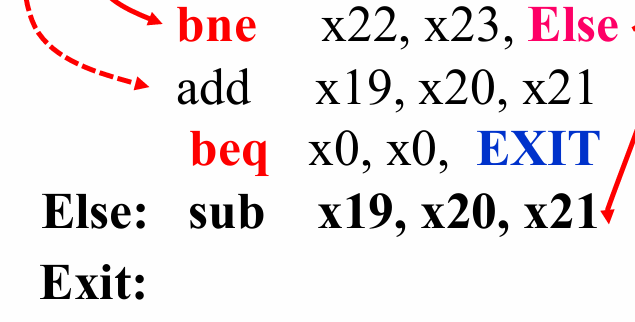 bne x22, x23, Else
add x19, x20, x21
beq x0, x0, EXIT
Else: sub x19, x20, x21
Exit: